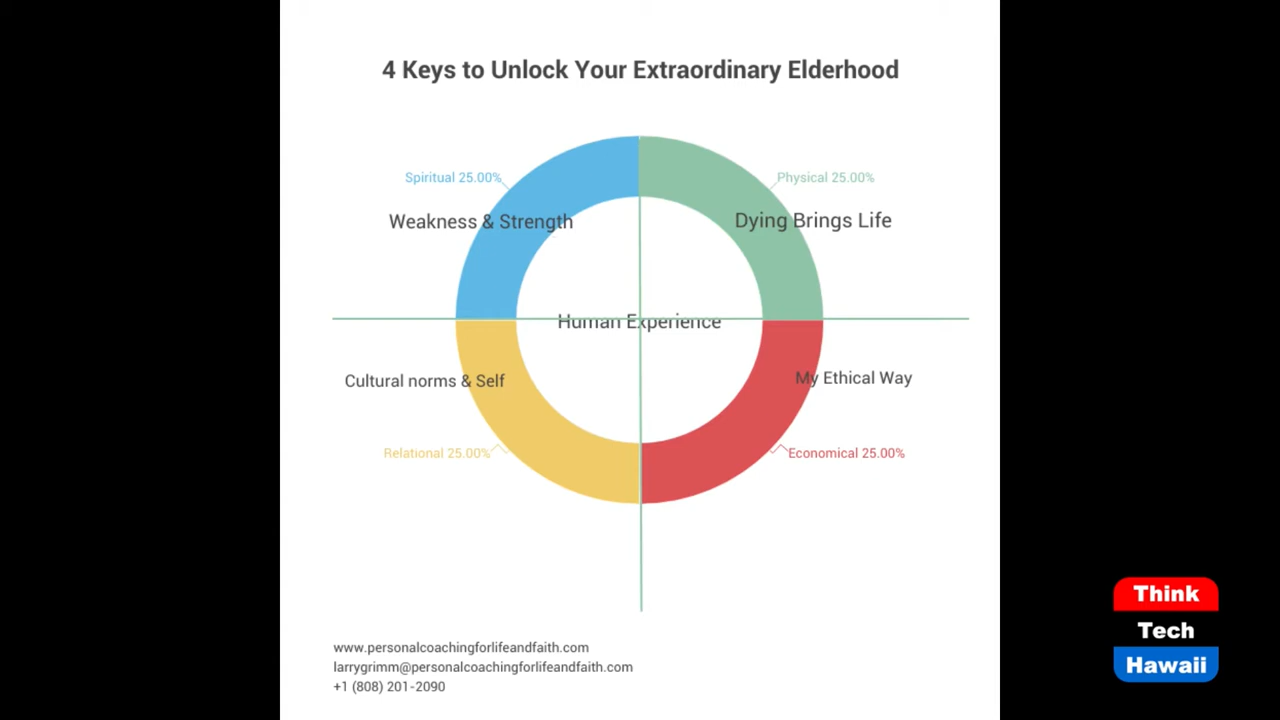 4 Keys to Unlock Your Extraordinary Elderhood
Spiritual 25.00%
Physical 25.00%
Weakness & Strength
Dying Brings Life
Human Experience
Cultural norms & Self
My Ethical Way
Relational 25.00%
Economical 25.00%
www.personalcoachingforlifeandfaith.com
larrygrimm@personalcoachingforlifeandfaith.com
+1 (808) 201-2090
Think
Tech
Hawaii